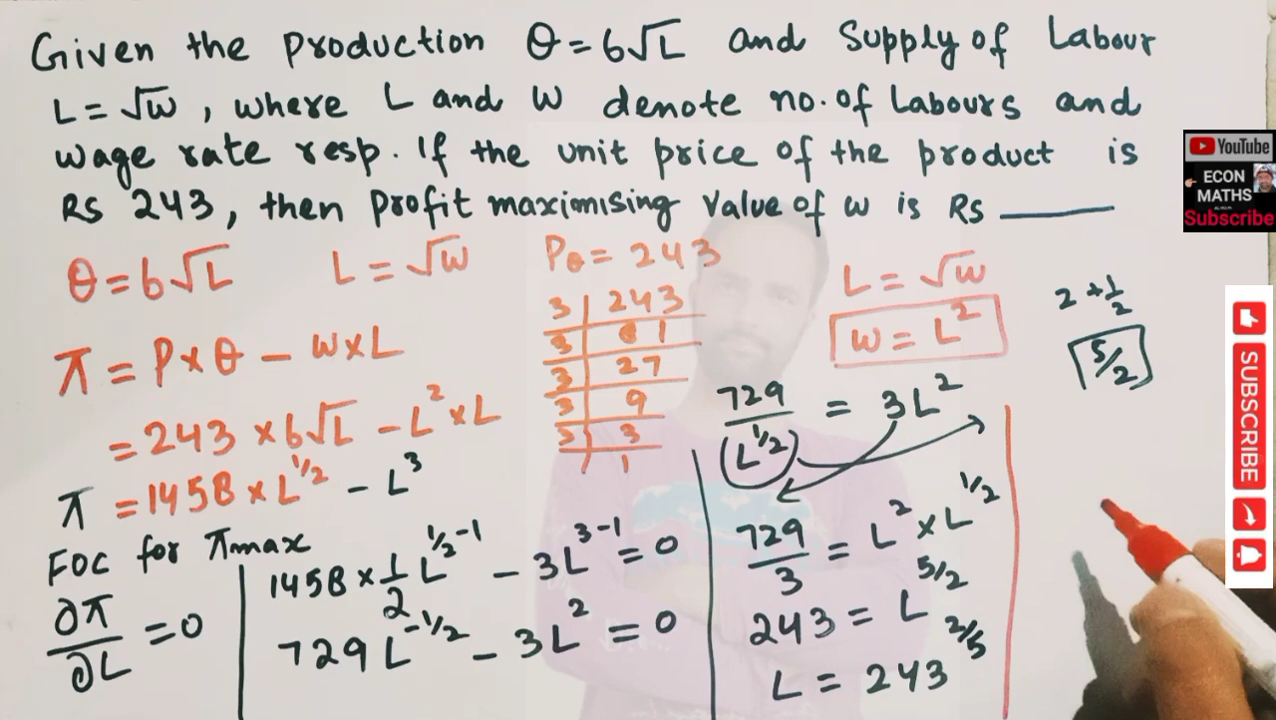 Given the production Q=6√L and Supply of Labour
L=√W, where L and W denote no. of Labours and
wage rate resp. If the unit price of the product is
Rs 243, then profit maximising value of w is Rs ______
Q=6√L
L=√W
π = P×Q − W×L
=243×6√L − L²×L
π =1458×L^1/2 − L³
FOC for πmax
∂π/∂L =0
1458×1/2 L^1/2-1 − 3L^3-1 =0
729L^-1/2 − 3L² =0
PQ=243
3 | 243
3 | 81
3 | 27
3 | 9
3 | 3
1
L=√W
W=L²
729/L^1/2 = 3L²
729/3 = L²×L^1/2
243 = L^5/2
L = 243^2/5
2+1/2
5/2
YouTube
ECON
MATHS
Subscribe
SUBSCRIBE